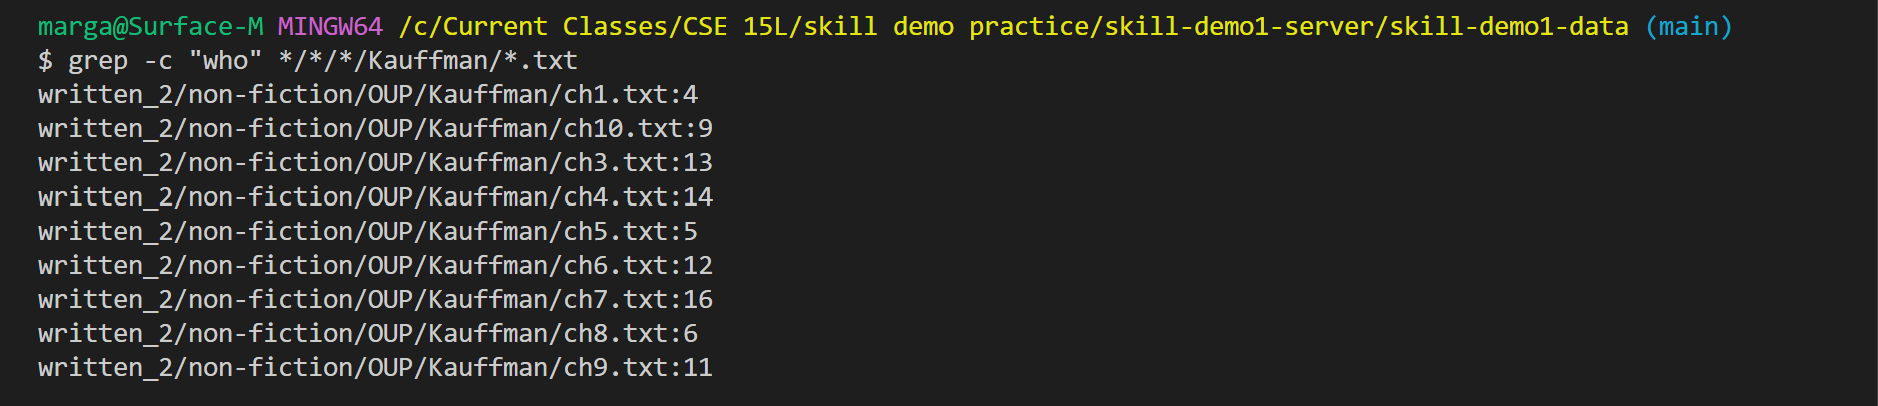 marga@Surface-M MINGW64 /c/Current Classes/CSE 15L/skill demo practice/skill-demo1-server/skill-demo1-data (main)
$ grep -c "who" */*/*/Kauffman/*.txt
written_2/non-fiction/OUP/Kauffman/ch1.txt:4
written_2/non-fiction/OUP/Kauffman/ch10.txt:9
written_2/non-fiction/OUP/Kauffman/ch3.txt:13
written_2/non-fiction/OUP/Kauffman/ch4.txt:14
written_2/non-fiction/OUP/Kauffman/ch5.txt:5
written_2/non-fiction/OUP/Kauffman/ch6.txt:12
written_2/non-fiction/OUP/Kauffman/ch7.txt:16
written_2/non-fiction/OUP/Kauffman/ch8.txt:6
written_2/non-fiction/OUP/Kauffman/ch9.txt:11